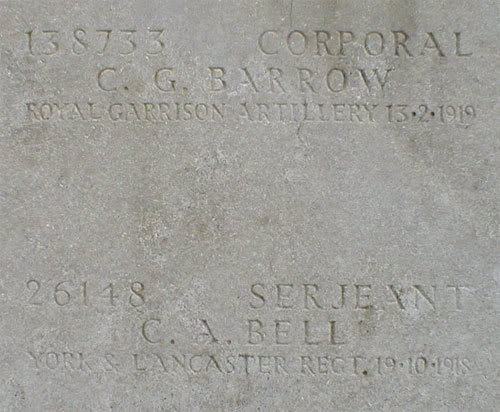 138733 CORPORAL
C. G. BARROW
ROYAL GARRISON ARTILLERY 13·2·1919
26148 SERJEANT
C. A. BELL
YORK & LANCASTER REGT. 19·10·1918